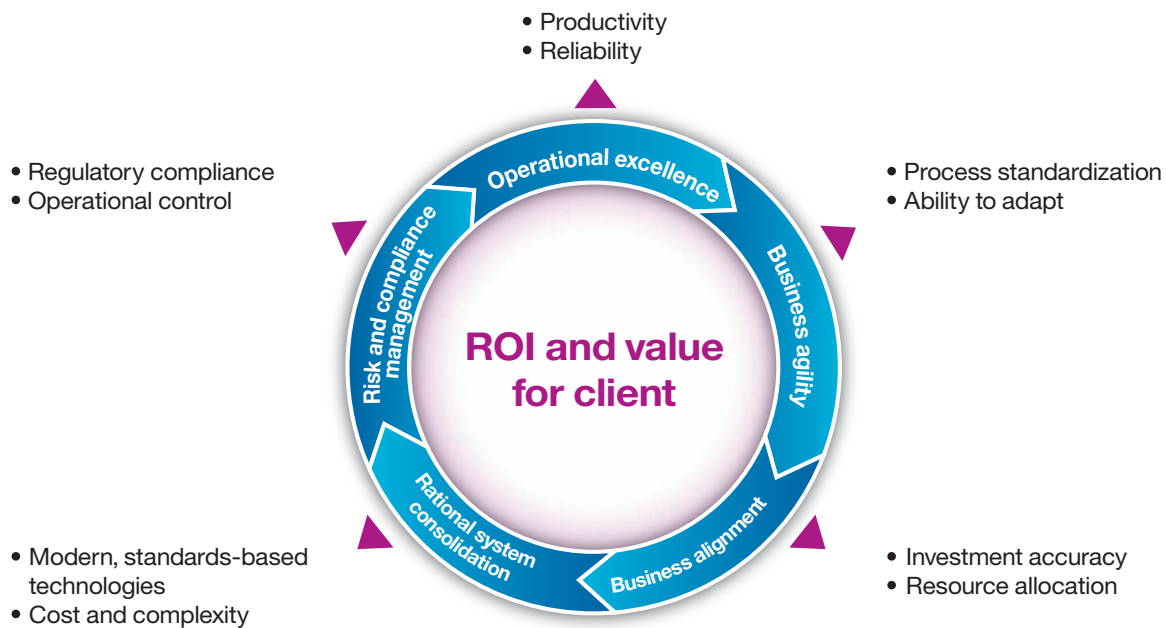 • Productivity
• Reliability
• Regulatory compliance
• Operational control
Operational excellence
• Process standardization
• Ability to adapt
Risk and compliance
management
Business agility
ROI and value
for client
Rational system
consolidation
Business alignment
• Modern, standards-based
technologies
• Cost and complexity
• Investment accuracy
• Resource allocation